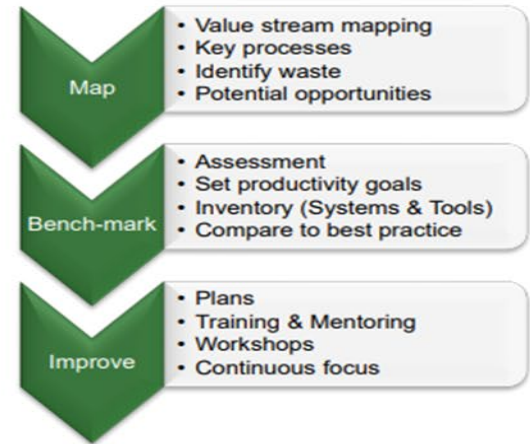 Map
• Value stream mapping
• Key processes
• Identify waste
• Potential opportunities
Bench-mark
• Assessment
• Set productivity goals
• Inventory (Systems & Tools)
• Compare to best practice
Improve
• Plans
• Training & Mentoring
• Workshops
• Continuous focus